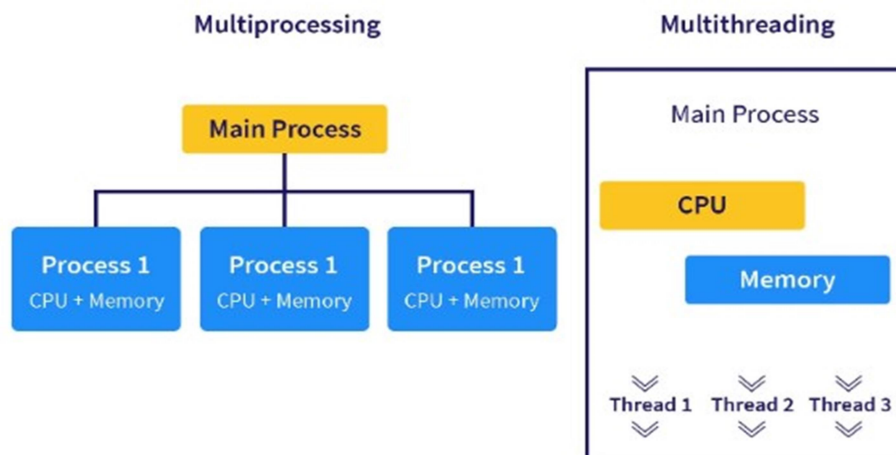 Multiprocessing
Main Process
Process 1
CPU + Memory
Process 1
CPU + Memory
Process 1
CPU + Memory
Multithreading
Main Process
CPU
Memory
Thread 1
Thread 2
Thread 3